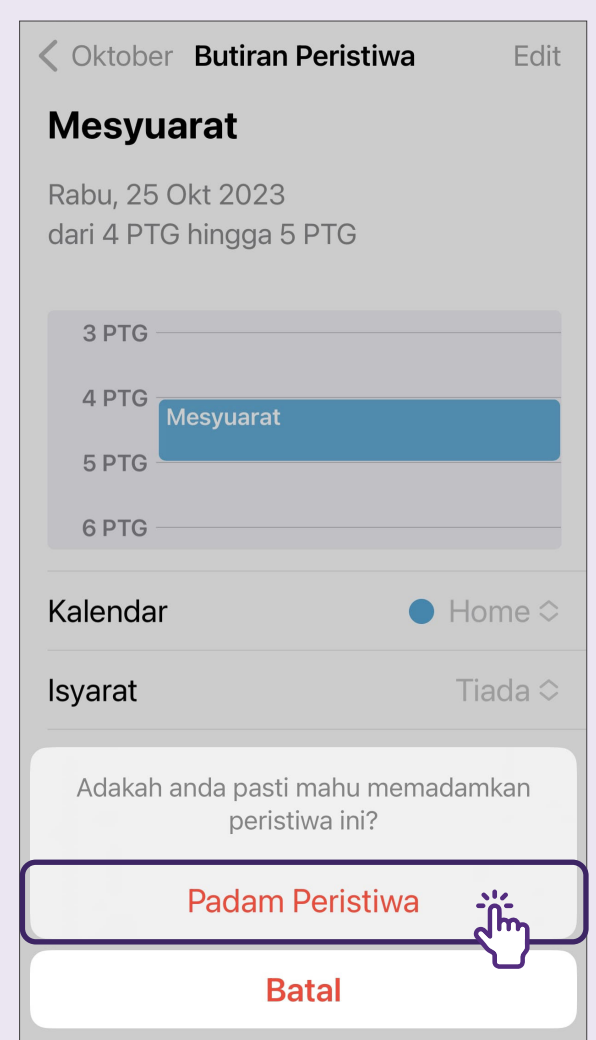 Oktober Butiran Peristiwa Edit
Mesyuarat
Rabu, 25 Okt 2023
dari 4 PTG hingga 5 PTG
3 PTG
4 PTG
Mesyuarat
5 PTG
6 PTG
Kalendar Home
Isyarat Tiada
Adakah anda pasti mahu memadamkan
peristiwa ini?
Padam Peristiwa
Batal